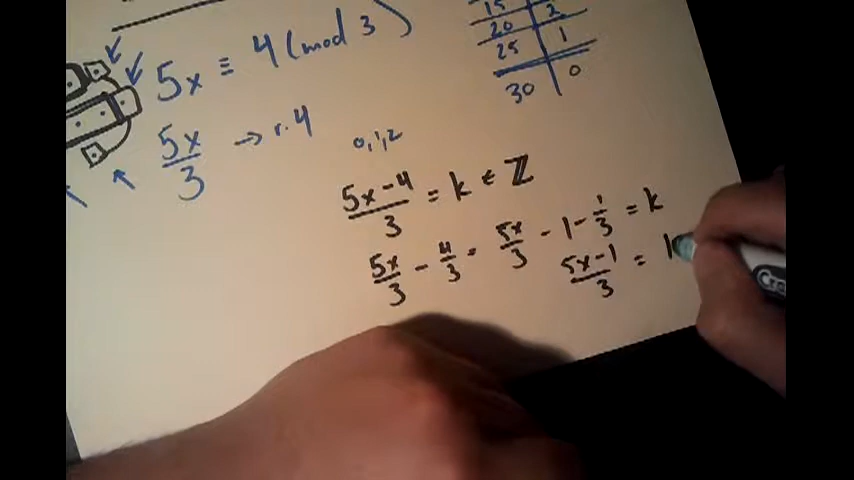 5x ≡ 4 (mod 3)
5x/3 → r. 4
15 | 2
20 | 2
25 | 1
30 | 0
0, 1, 2
(5x - 4)/3 = k ∈ ℤ
5x/3 - 4/3 = 5x/3 - 1 - 1/3 = k
(5x - 1)/3 = k
Cra